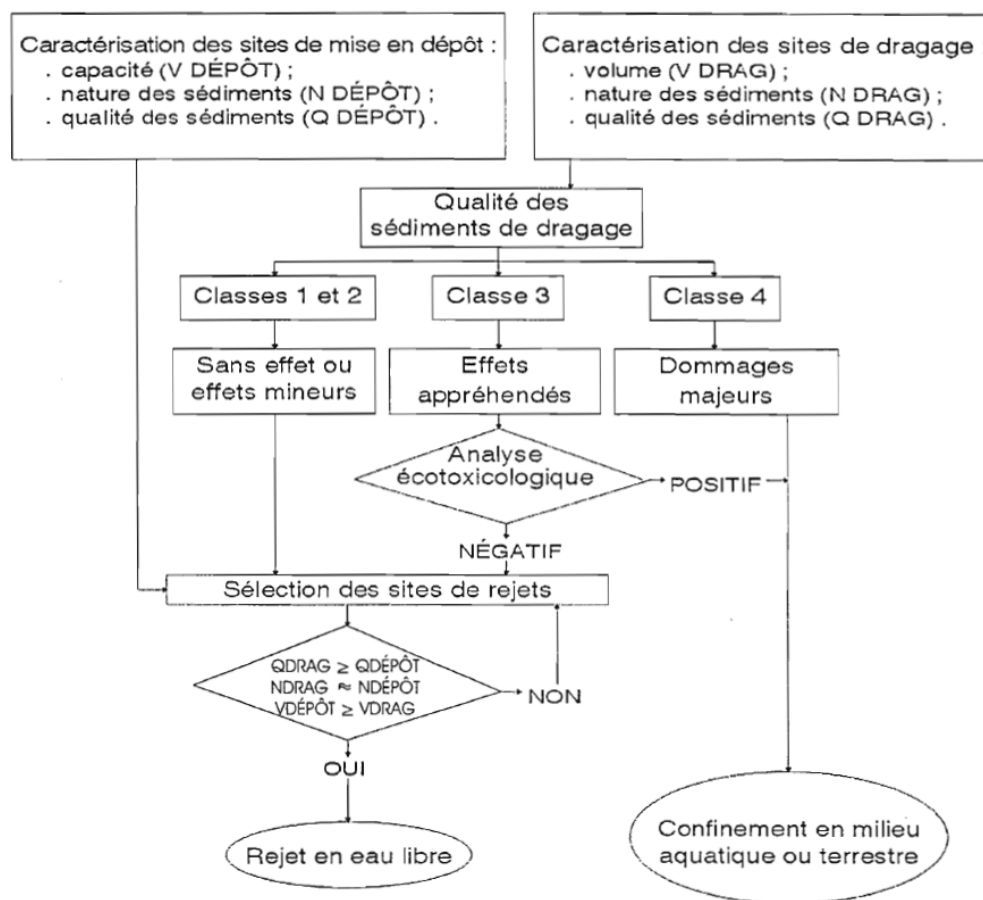 Caractérisation des sites de mise en dépôt :
. capacité (V DÉPÔT) ;
. nature des sédiments (N DÉPÔT) ;
. qualité des sédiments (Q DÉPÔT) .
Caractérisation des sites de dragage :
. volume (V DRAG) ;
. nature des sédiments (N DRAG) ;
. qualité des sédiments (Q DRAG) .
Qualité des
sédiments de dragage
Classes 1 et 2
Classe 3
Classe 4
Sans effet ou
effets mineurs
Effets
appréhendés
Dommages
majeurs
Analyse
écotoxicologique
POSITIF
NÉGATIF
Sélection des sites de rejets
QDRAG ≥ QDÉPÔT
NDRAG ≈ NDÉPÔT
VDÉPÔT ≥ VDRAG
NON
OUI
Rejet en eau libre
Confinement en milieu
aquatique ou terrestre